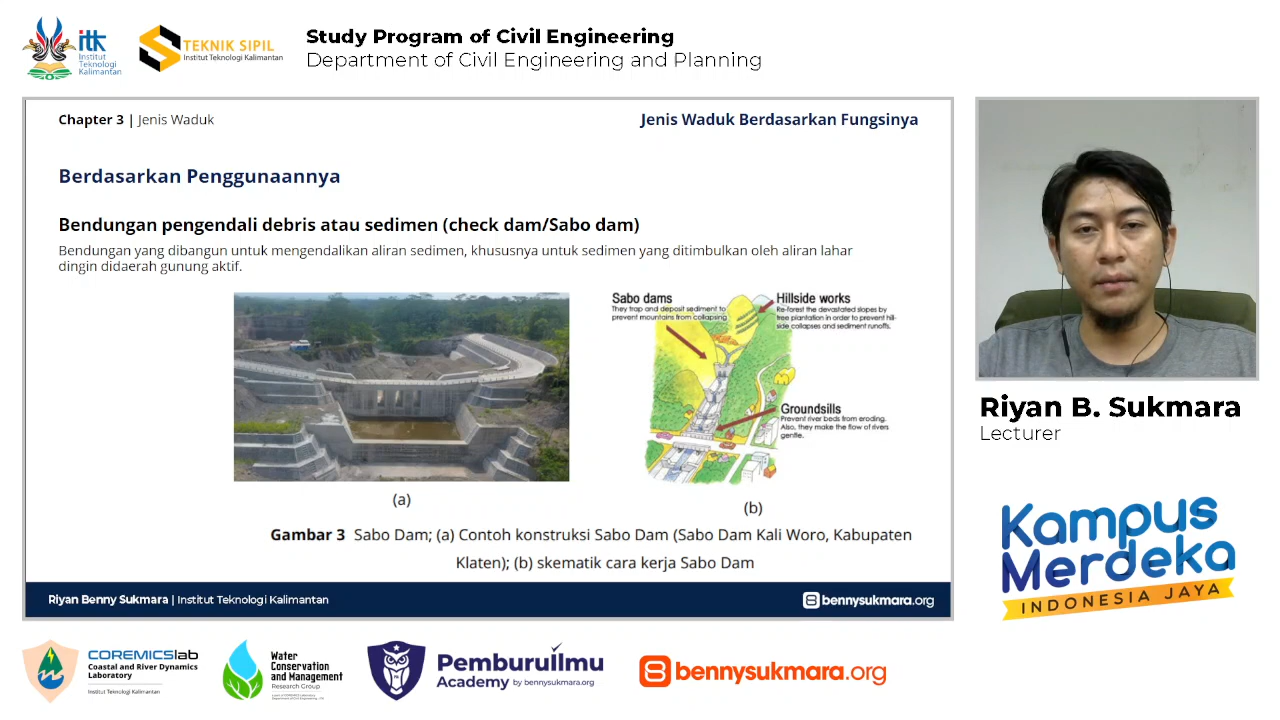 itk
Institut
Teknologi
Kalimantan
TEKNIK SIPIL
Institut Teknologi Kalimantan
Study Program of Civil Engineering
Department of Civil Engineering and Planning
Chapter 3 | Jenis Waduk
Jenis Waduk Berdasarkan Fungsinya
Berdasarkan Penggunaannya
Bendungan pengendali debris atau sedimen (check dam/Sabo dam)
Bendungan yang dibangun untuk mengendalikan aliran sedimen, khususnya untuk sedimen yang ditimbulkan oleh aliran lahar
dingin didaerah gunung aktif.
Sabo dams
They trap and deposit sediment to
prevent mountains from collapsing
Hillside works
Re-forest the devastated slopes by
tree plantation in order to prevent hill-
side collapses and sediment runoffs.
Groundsills
Prevent river beds from eroding.
Also, they make the flow of rivers
gentle.
(a)
(b)
Gambar 3 Sabo Dam; (a) Contoh konstruksi Sabo Dam (Sabo Dam Kali Woro, Kabupaten
Klaten); (b) skematik cara kerja Sabo Dam
Riyan Benny Sukmara | Institut Teknologi Kalimantan
bennysukmara.org
Riyan B. Sukmara
Lecturer
Kampus
Merdeka
INDONESIA JAYA
COREMICSlab
Coastal and River Dynamics
Laboratory
Institut Teknologi Kalimantan
Water
Conservation
and Management
Research Group
PemburuIlmu
Academy by bennysukmara.org
bennysukmara.org